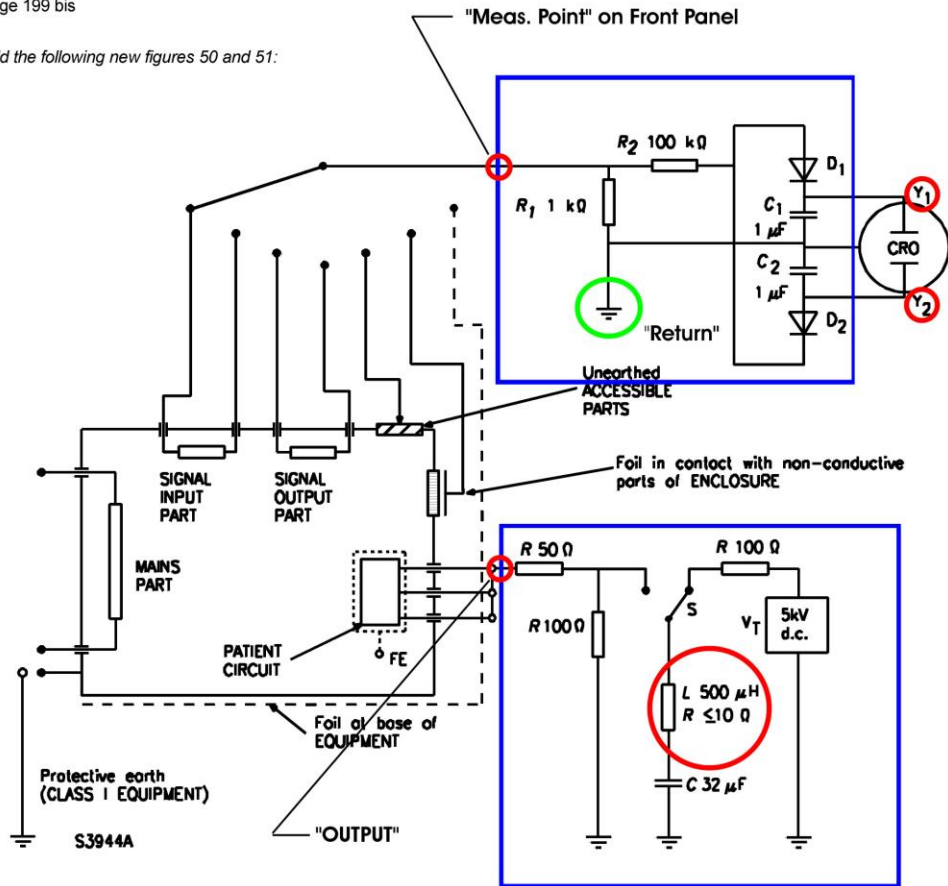 ge 199 bis
"Meas. Point" on Front Panel
d the following new figures 50 and 51:
R2 100 kΩ
D1
R1 1 kΩ
C1
1 μF
Y1
CRO
C2
1 μF
Y2
D2
"Return"
Unearthed
ACCESSIBLE
PARTS
SIGNAL
INPUT
PART
SIGNAL
OUTPUT
PART
Foil in contact with non-conductive
parts of ENCLOSURE
MAINS
PART
R 50 Ω
R 100 Ω
S
R 100 Ω
VT
5kV
d.c.
PATIENT
CIRCUIT
FE
L 500 μH
R ≤10 Ω
C 32 μF
Foil at base of
EQUIPMENT
Protective earth
(CLASS I EQUIPMENT)
S3944A
"OUTPUT"